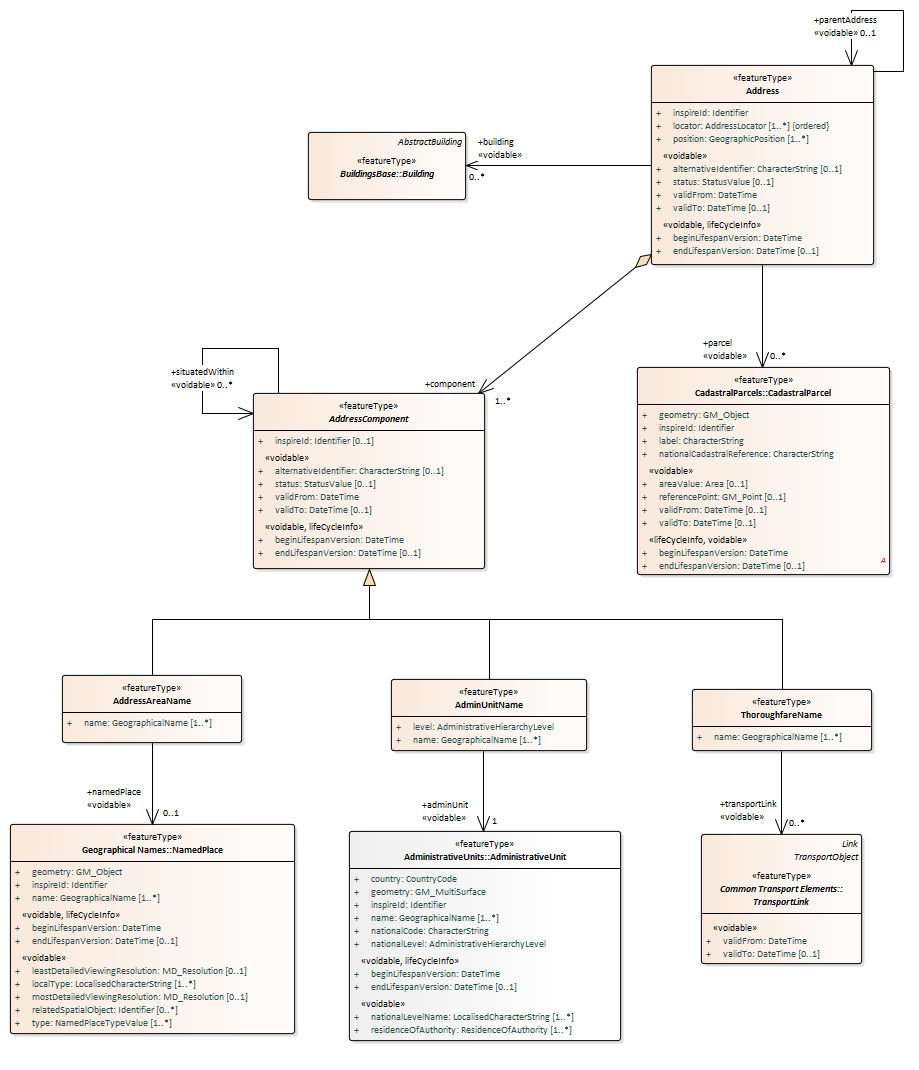 +parentAddress
«voidable» 0..1
«featureType»
Address
+ inspireId: Identifier
+ locator: AddressLocator [1..*] {ordered}
+ position: GeographicPosition [1..*]
«voidable»
+ alternativeIdentifier: CharacterString [0..1]
+ status: StatusValue [0..1]
+ validFrom: DateTime
+ validTo: DateTime [0..1]
«voidable, lifeCycleInfo»
+ beginLifespanVersion: DateTime
+ endLifespanVersion: DateTime [0..1]
AbstractBuilding
«featureType»
BuildingsBase::Building
+building
«voidable»
0..*
+parcel
«voidable»
0..*
+situatedWithin
«voidable» 0..*
+component
1..*
«featureType»
AddressComponent
+ inspireId: Identifier [0..1]
«voidable»
+ alternativeIdentifier: CharacterString [0..1]
+ status: StatusValue [0..1]
+ validFrom: DateTime
+ validTo: DateTime [0..1]
«voidable, lifeCycleInfo»
+ beginLifespanVersion: DateTime
+ endLifespanVersion: DateTime [0..1]
«featureType»
CadastralParcels::CadastralParcel
+ geometry: GM_Object
+ inspireId: Identifier
+ label: CharacterString
+ nationalCadastralReference: CharacterString
«voidable»
+ areaValue: Area [0..1]
+ referencePoint: GM_Point [0..1]
+ validFrom: DateTime [0..1]
+ validTo: DateTime [0..1]
«lifeCycleInfo, voidable»
+ beginLifespanVersion: DateTime
+ endLifespanVersion: DateTime [0..1]
A
«featureType»
AddressAreaName
+ name: GeographicalName [1..*]
«featureType»
AdminUnitName
+ level: AdministrativeHierarchyLevel
+ name: GeographicalName [1..*]
«featureType»
ThoroughfareName
+ name: GeographicalName [1..*]
+namedPlace
«voidable»
0..1
+adminUnit
«voidable»
1
+transportLink
«voidable»
0..*
«featureType»
Geographical Names::NamedPlace
+ geometry: GM_Object
+ inspireId: Identifier
+ name: GeographicalName [1..*]
«voidable, lifeCycleInfo»
+ beginLifespanVersion: DateTime
+ endLifespanVersion: DateTime [0..1]
«voidable»
+ leastDetailedViewingResolution: MD_Resolution [0..1]
+ localType: LocalisedCharacterString [1..*]
+ mostDetailedViewingResolution: MD_Resolution [0..1]
+ relatedSpatialObject: Identifier [0..*]
+ type: NamedPlaceTypeValue [1..*]
«featureType»
AdministrativeUnits::AdministrativeUnit
+ country: CountryCode
+ geometry: GM_MultiSurface
+ inspireId: Identifier
+ name: GeographicalName [1..*]
+ nationalCode: CharacterString
+ nationalLevel: AdministrativeHierarchyLevel
«voidable, lifeCycleInfo»
+ beginLifespanVersion: DateTime
+ endLifespanVersion: DateTime [0..1]
«voidable»
+ nationalLevelName: LocalisedCharacterString [1..*]
+ residenceOfAuthority: ResidenceOfAuthority [1..*]
Link
TransportObject
«featureType»
Common Transport Elements::
TransportLink
«voidable»
+ validFrom: DateTime
+ validTo: DateTime [0..1]